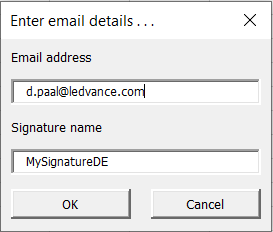 Enter email details . . .
Email address
d.paal@ledvance.com
Signature name
MySignatureDE
OK
Cancel